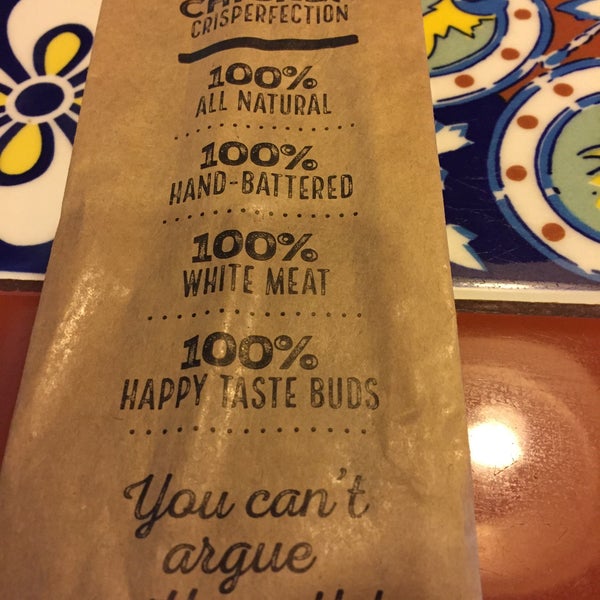 CRISPERFECTION
100%
ALL NATURAL
100%
HAND-BATTERED
100%
WHITE MEAT
100%
HAPPY TASTE BUDS
You can't
argue